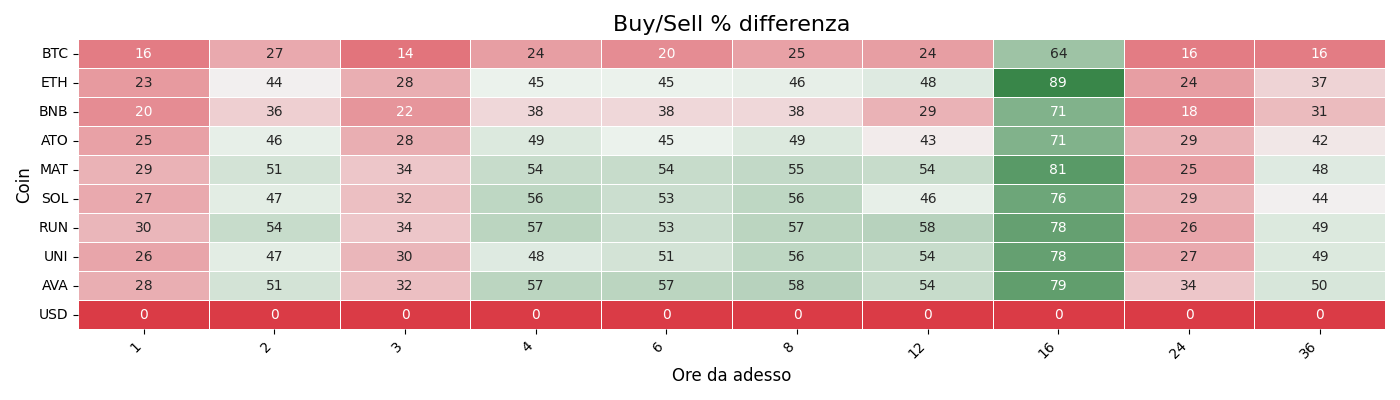 Buy/Sell % differenza
Coin
BTC 16 27 14 24 20 25 24 64 16 16
ETH 23 44 28 45 45 46 48 89 24 37
BNB 20 36 22 38 38 38 29 71 18 31
ATO 25 46 28 49 45 49 43 71 29 42
MAT 29 51 34 54 54 55 54 81 25 48
SOL 27 47 32 56 53 56 46 76 29 44
RUN 30 54 34 57 53 57 58 78 26 49
UNI 26 47 30 48 51 56 54 78 27 49
AVA 28 51 32 57 57 58 54 79 34 50
USD 0 0 0 0 0 0 0 0 0 0
1 2 3 4 6 8 12 16 24 36
Ore da adesso